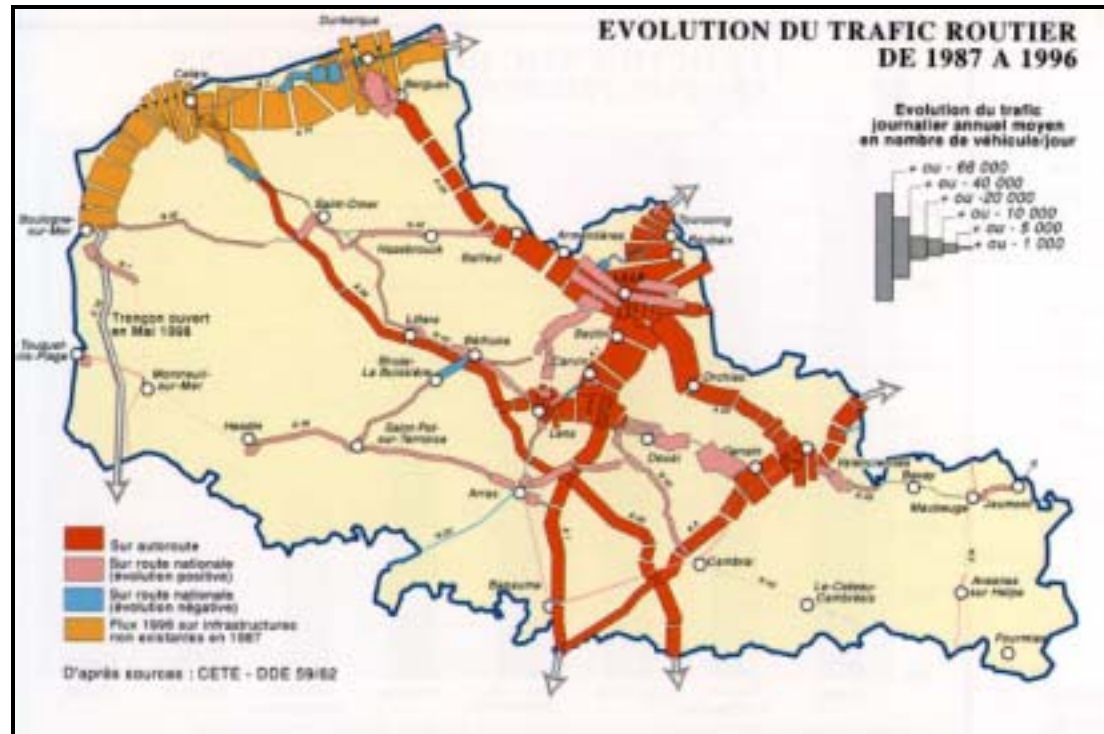 EVOLUTION DU TRAFIC ROUTIER
DE 1987 A 1996
Evolution du trafic
journalier annuel moyen
en nombre de véhicule/jour
+ ou - 66 000
+ ou - 40 000
+ ou -20 000
+ ou - 10 000
+ ou - 5 000
+ ou - 1 000
Dunkerque
Calais
Bergues
Saint-Omer
Boulogne-
sur-Mer
Hazebrouck
Bailleul
Armentières
Tourcoing
Roubaix
Tronçon ouvert
en Mai 1998
Lillers
Béthune
Bruay-
La Buissière
Seclin
Carvin
Touquet
Montreuil-
sur-Mer
Hesdin
Saint-Pol
sur-Ternoise
Lens
Orchies
Douai
Denain
Valenciennes
Bavay
Maubeuge
Jeumont
Arras
Cambrai
Bapaume
Le-Cateau-
Cambrésis
Avesnes
sur Helpe
Fourmies
Sur autoroute
Sur route nationale
(évolution positive)
Sur route nationale
(évolution négative)
Flux 1996 sur infrastructures
non existantes en 1987
D'après sources : CETE - DDE 59/62